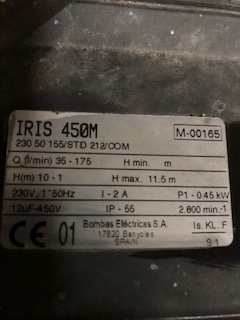 IRIS 450M
M-00165
230 50 155/STD 212/COM
Q (l/min) 35 - 175 H min. m
H(m) 10 - 1 H max. 11.5 m
230V 1~50Hz I - 2 A P1 - 0.45 kW
12uF-450V IP - 55 2.800 min.-1
CE 01 Bombas Eléctricas S.A. Is. KL. F
17820 Banyoles
SPAIN S1